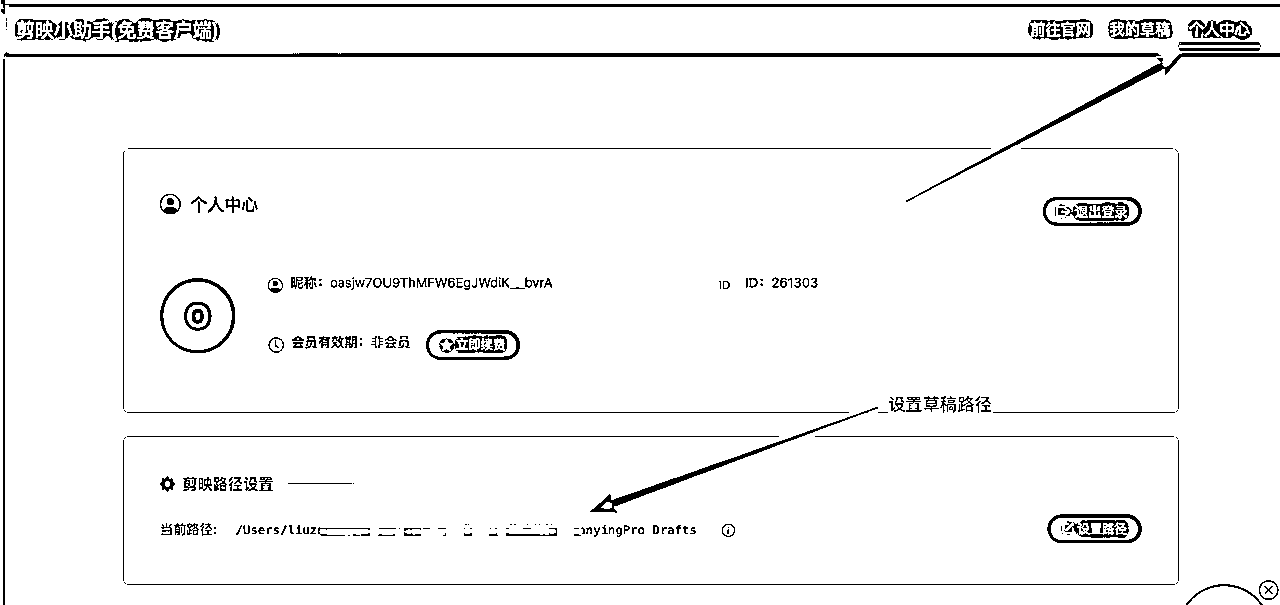 剪映小助手(免费客户端)
前往官网 我的草稿 个人中心
个人中心
退出登录
昵称: oasjw7OU9ThMFW6EgJWdiK__bvrA
ID ID: 261303
会员有效期: 非会员 立即续费
设置草稿路径
剪映路径设置
当前路径: /Users/liuz nyingPro Drafts
设置路径